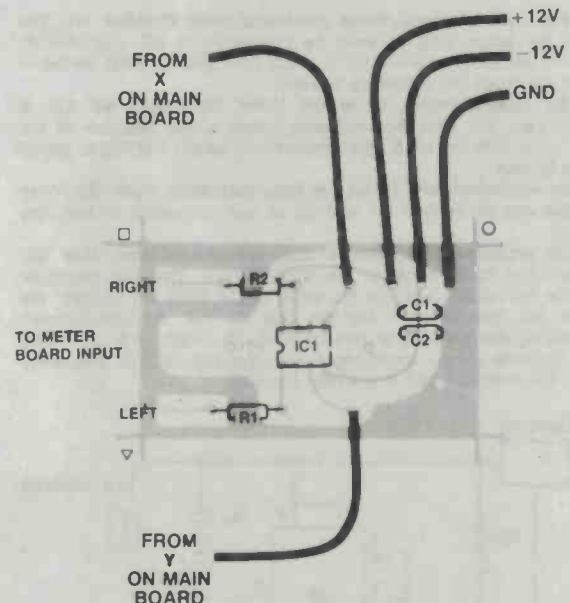 +12V
−12V
GND
FROM
X
ON MAIN
BOARD
RIGHT
R2
C1
C2
IC1
TO METER
BOARD INPUT
LEFT
R1
FROM
Y
ON MAIN
BOARD